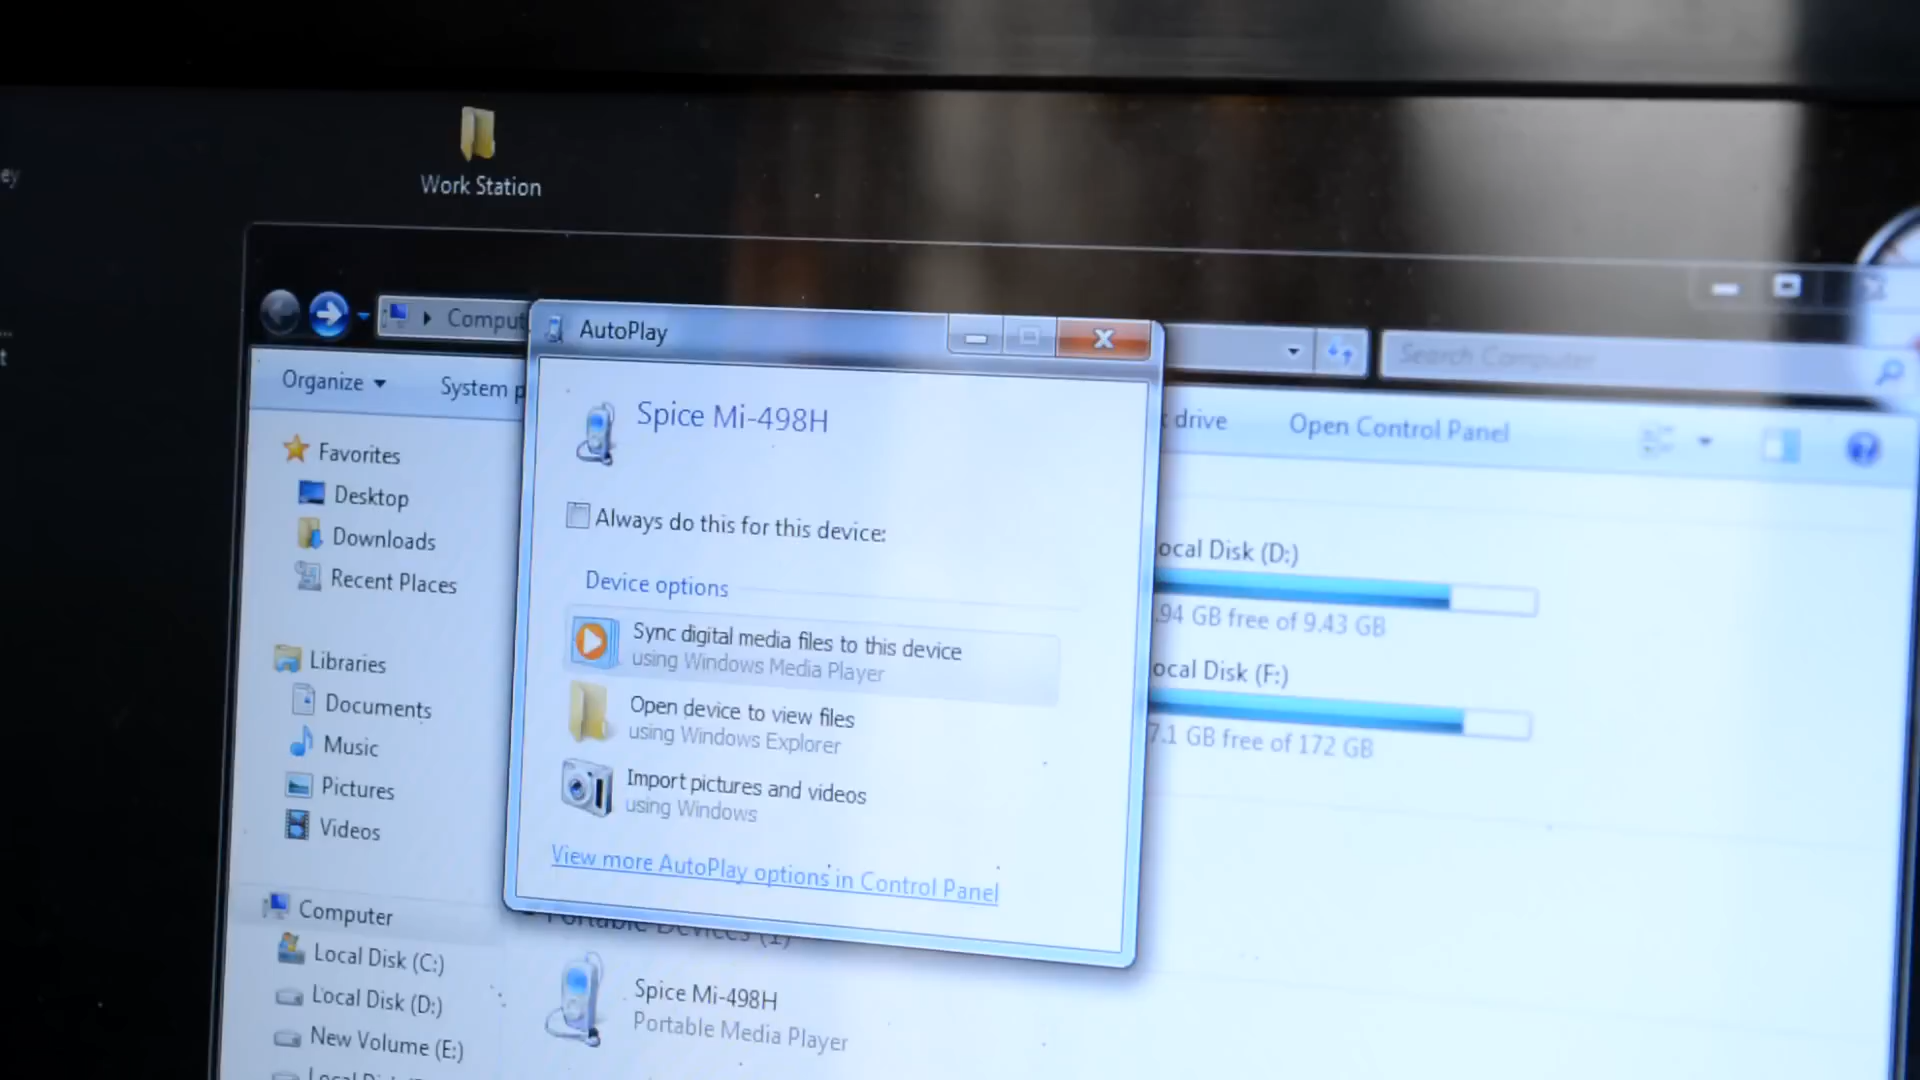 ey
Work Station
Comput
AutoPlay
Search Computer
Organize
System p
Spice Mi-498H
t drive
Open Control Panel
Favorites
Desktop
Downloads
Recent Places
Always do this for this device:
Device options
Sync digital media files to this device
using Windows Media Player
Open device to view files
using Windows Explorer
Import pictures and videos
using Windows
View more AutoPlay options in Control Panel
ocal Disk (D:)
.94 GB free of 9.43 GB
ocal Disk (F:)
7.1 GB free of 172 GB
Libraries
Documents
Music
Pictures
Videos
Computer
Local Disk (C:)
Local Disk (D:)
New Volume (E:)
Portable Devices (1)
Spice Mi-498H
Portable Media Player